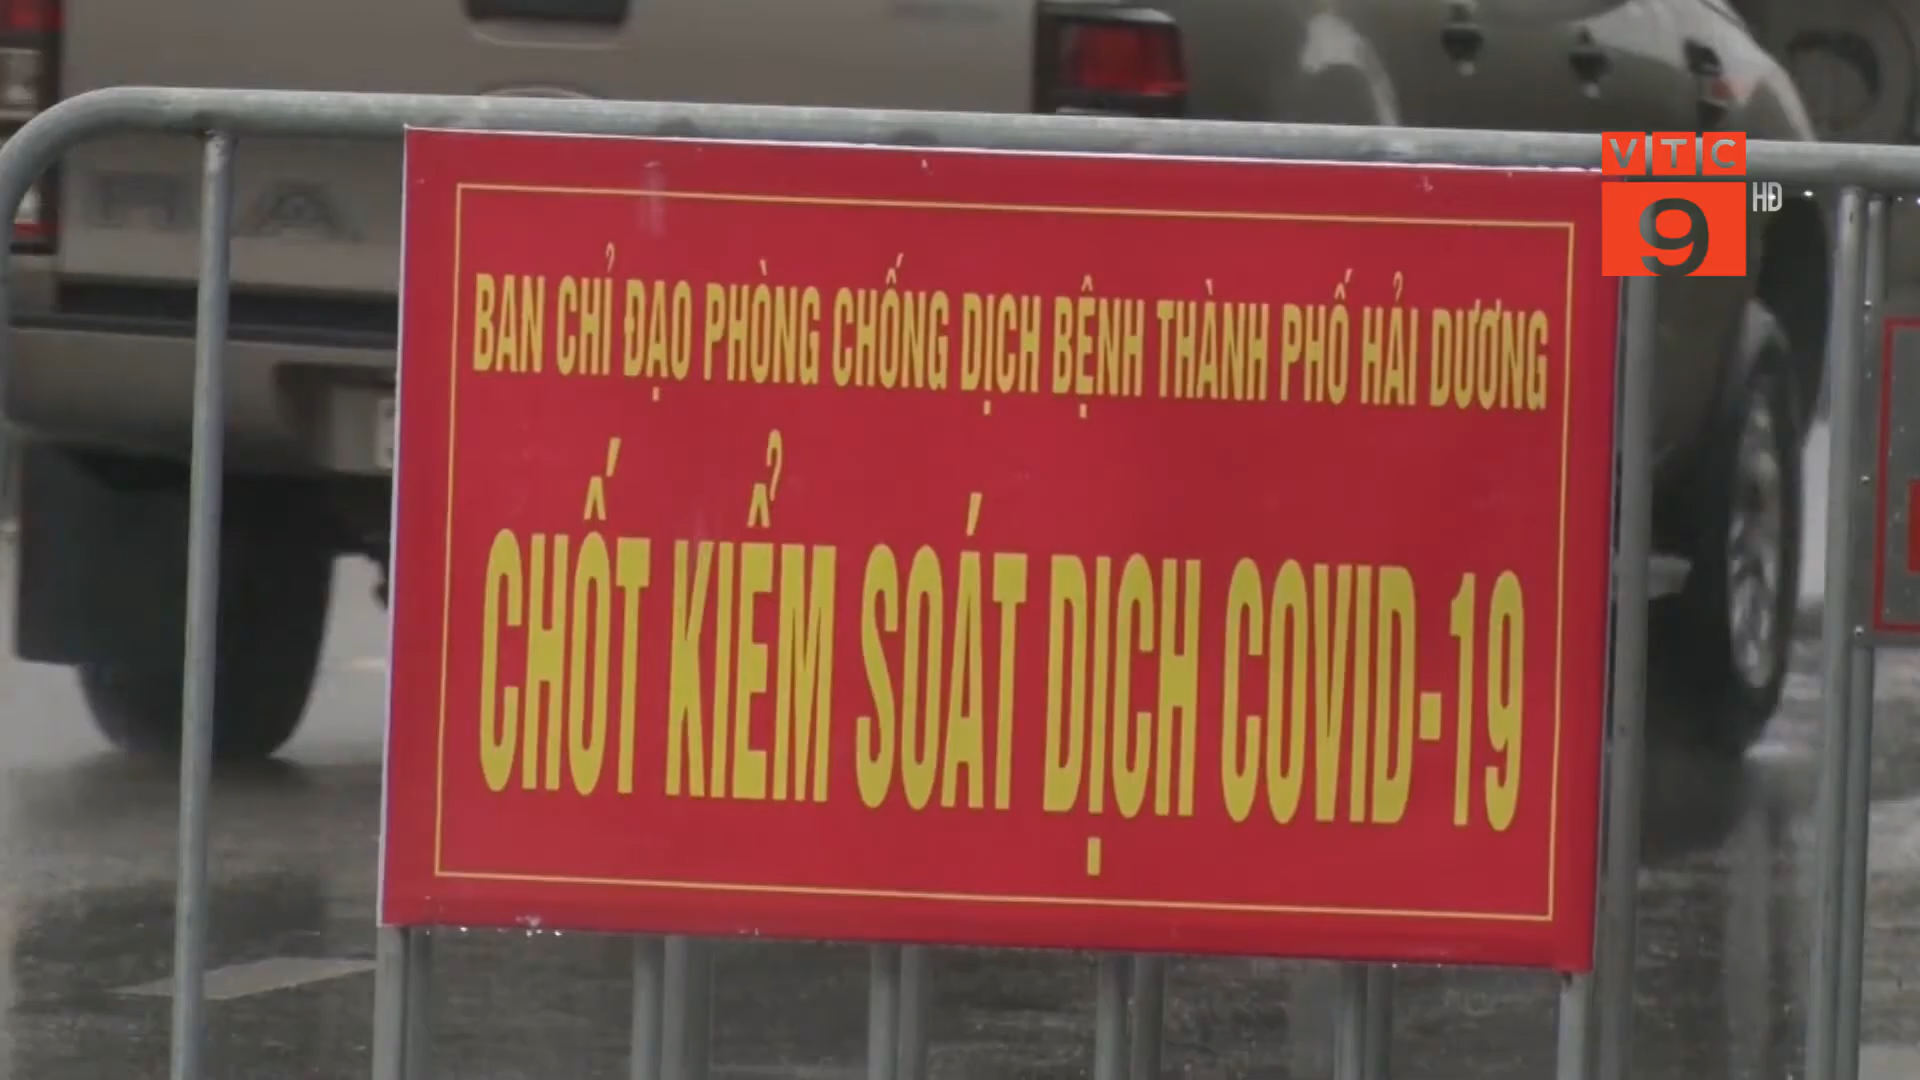 VTC
9
HD
BAN CHỈ ĐẠO PHÒNG CHỐNG DỊCH BỆNH THÀNH PHỐ HẢI DƯƠNG
CHỐT KIỂM SOÁT DỊCH COVID-19